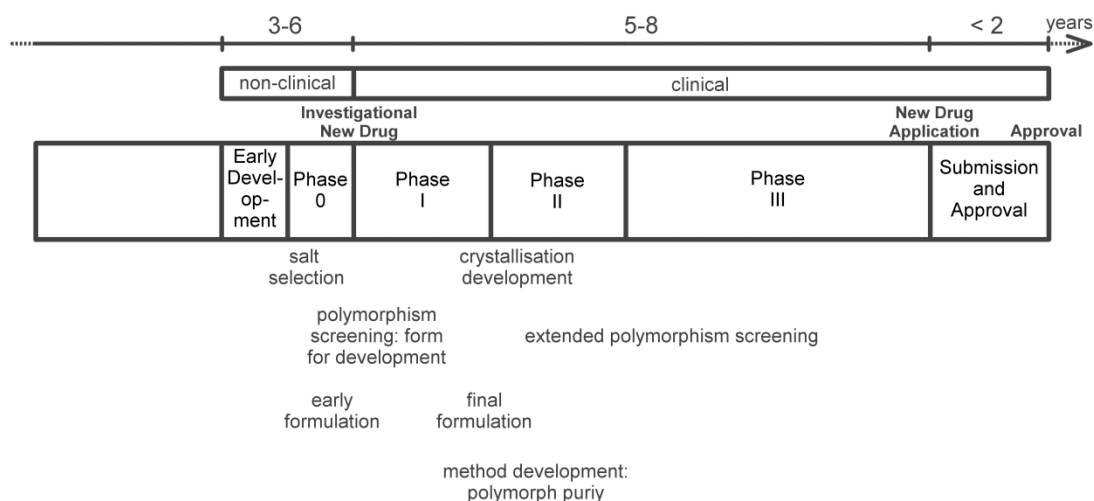 3-6
5-8
< 2
years
non-clinical
clinical
Investigational
New Drug
New Drug
Application
Approval
Early
Devel-
op-
ment
Phase
0
Phase
I
Phase
II
Phase
III
Submission
and
Approval
salt
selection
crystallisation
development
polymorphism
screening: form
for development
extended polymorphism screening
early
formulation
final
formulation
method development:
polymorph puriy